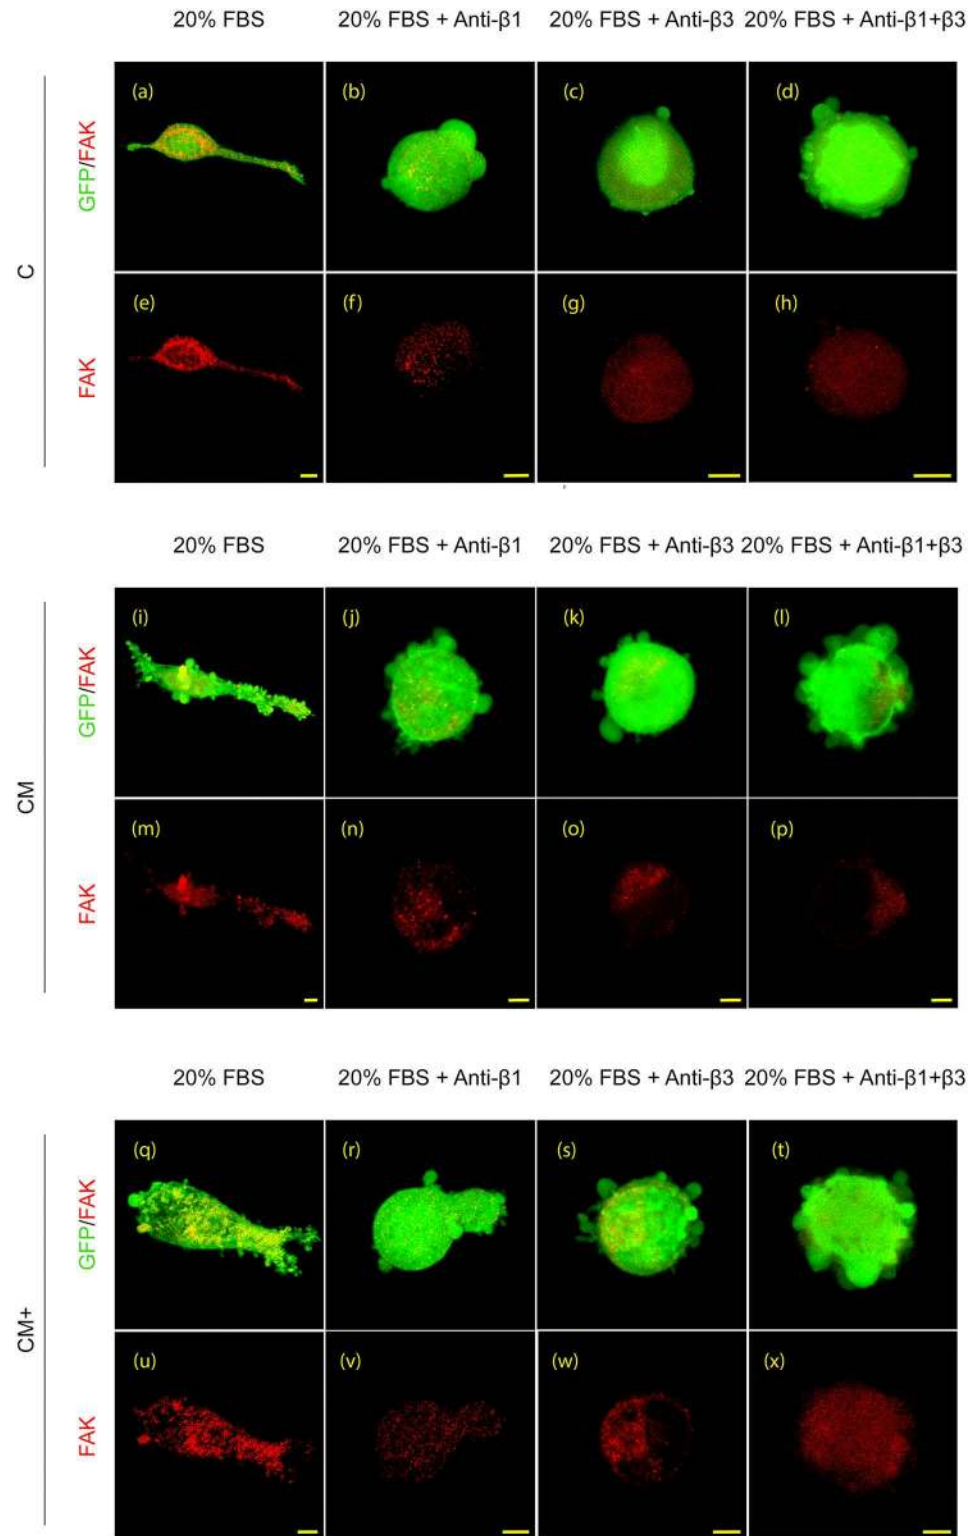 20% FBS 20% FBS + Anti-β1 20% FBS + Anti-β3 20% FBS + Anti-β1+β3
C
GFP/FAK
(a) (b) (c) (d)
FAK
(e) (f) (g) (h)
20% FBS 20% FBS + Anti-β1 20% FBS + Anti-β3 20% FBS + Anti-β1+β3
CM
GFP/FAK
(i) (j) (k) (l)
FAK
(m) (n) (o) (p)
20% FBS 20% FBS + Anti-β1 20% FBS + Anti-β3 20% FBS + Anti-β1+β3
CM+
GFP/FAK
(q) (r) (s) (t)
FAK
(u) (v) (w) (x)